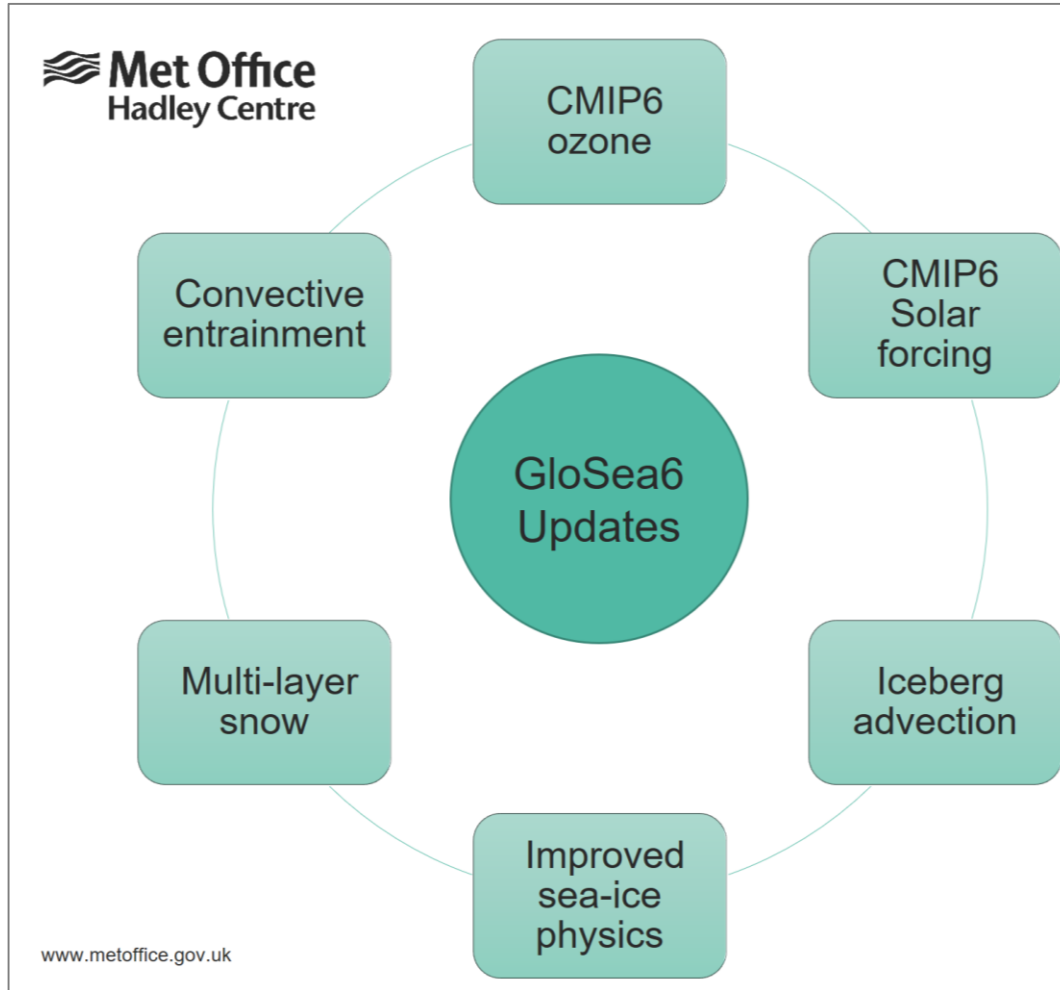 Met Office
Hadley Centre
CMIP6
ozone
CMIP6
Solar
forcing
Iceberg
advection
Improved
sea-ice
physics
Multi-layer
snow
Convective
entrainment
GloSea6
Updates
www.metoffice.gov.uk